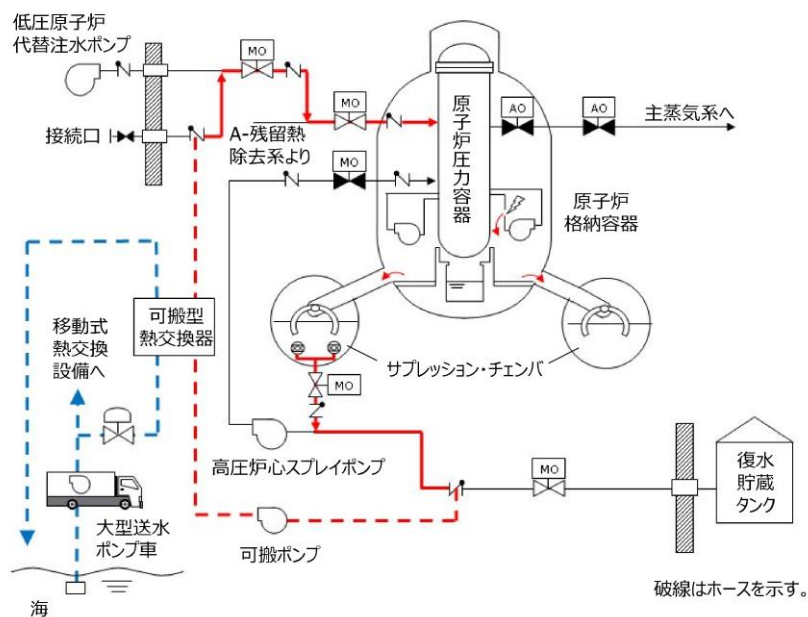 低圧原子炉
代替注水ポンプ
MO
MO
接続口
A-残留熱
除去系より
MO
原子炉圧力容器
AO
AO
主蒸気系へ
原子炉
格納容器
可搬型
熱交換器
移動式
熱交換
設備へ
サプレッション・チェンバ
MO
高圧炉心スプレイポンプ
MO
復水
貯蔵
タンク
大型送水
ポンプ車
可搬ポンプ
海
破線はホースを示す。